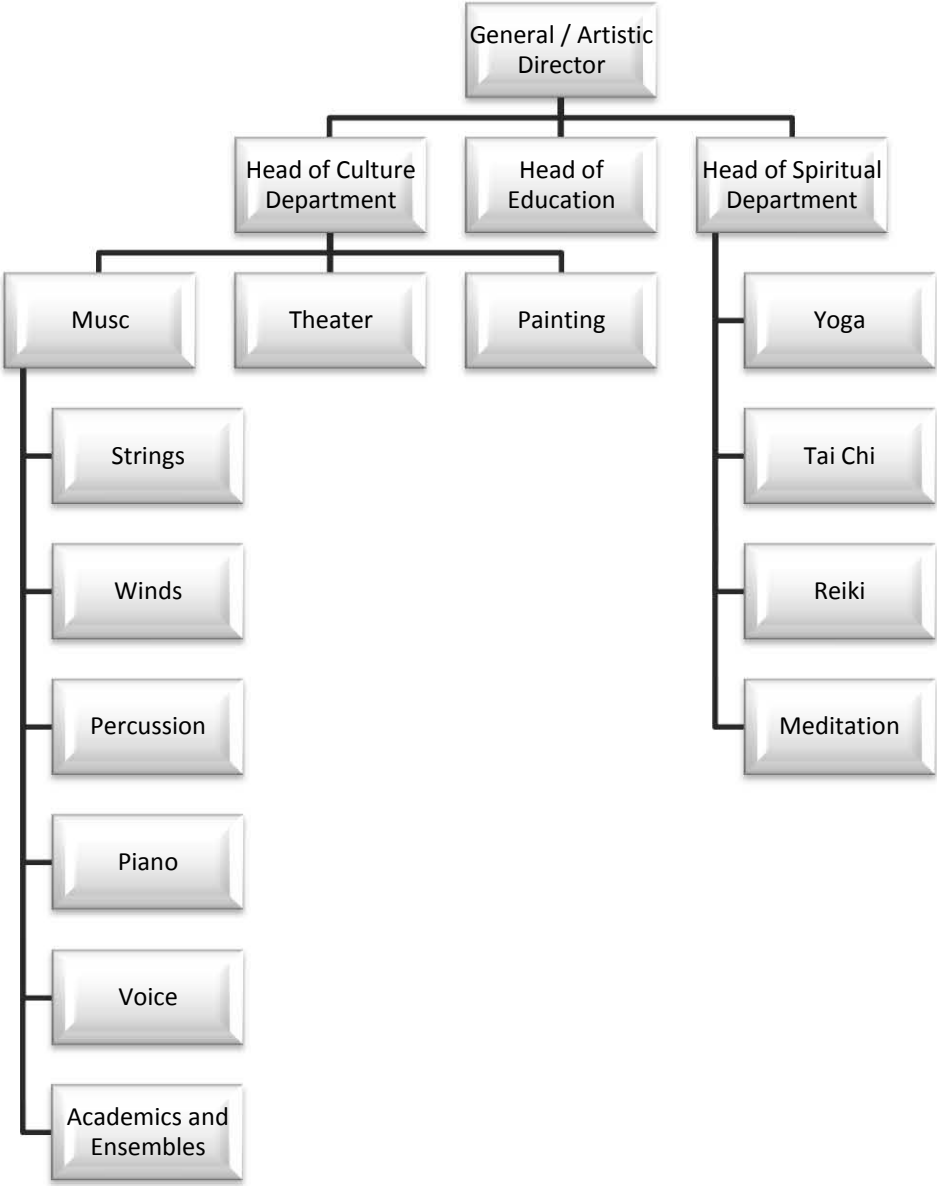 General / Artistic
Director
Head of Culture
Department
Head of
Education
Head of Spiritual
Department
Musc
Theater
Painting
Yoga
Strings
Tai Chi
Winds
Reiki
Percussion
Meditation
Piano
Voice
Academics and
Ensembles